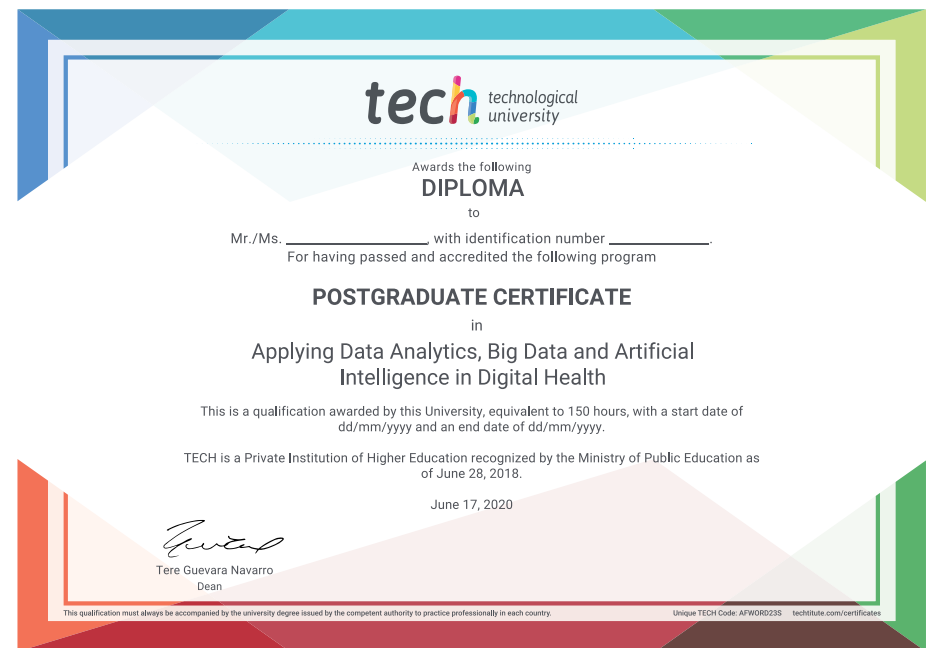 tech technological
university
Awards the following
DIPLOMA
to
Mr./Ms. ____________________, with identification number ______________.
For having passed and accredited the following program
POSTGRADUATE CERTIFICATE
in
Applying Data Analytics, Big Data and Artificial
Intelligence in Digital Health
This is a qualification awarded by this University, equivalent to 150 hours, with a start date of
dd/mm/yyyy and an end date of dd/mm/yyyy.
TECH is a Private Institution of Higher Education recognized by the Ministry of Public Education as
of June 28, 2018.
June 17, 2020
Tere Guevara Navarro
Dean
This qualification must always be accompanied by the university degree issued by the competent authority to practice professionally in each country.
Unique TECH Code: AFWORD23S techtitute.com/certificates